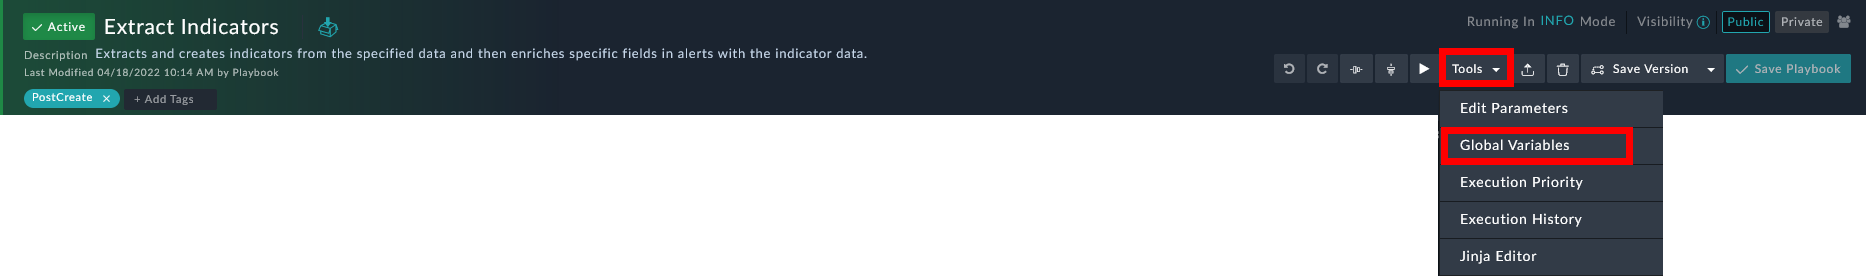 Active Extract Indicators
Running In INFO Mode Visibility Public Private
Description Extracts and creates indicators from the specified data and then enriches specific fields in alerts with the indicator data.
Last Modified 04/18/2022 10:14 AM by Playbook
Tools Save Version Save Playbook
PostCreate × + Add Tags
Edit Parameters
Global Variables
Execution Priority
Execution History
Jinja Editor